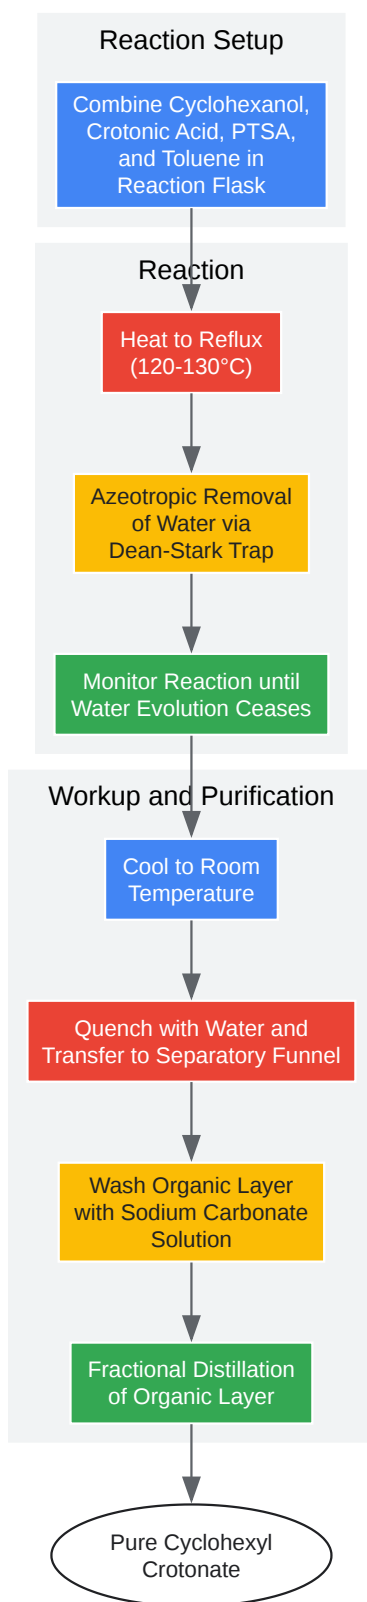 Reaction Setup
Combine Cyclohexanol,
Crotonic Acid, PTSA,
and Toluene in
Reaction Flask
Reaction
Heat to Reflux
(120-130°C)
Azeotropic Removal
of Water via
Dean-Stark Trap
Monitor Reaction until
Water Evolution Ceases
Workup and Purification
Cool to Room
Temperature
Quench with Water and
Transfer to Separatory Funnel
Wash Organic Layer
with Sodium Carbonate
Solution
Fractional Distillation
of Organic Layer
Pure Cyclohexyl
Crotonate